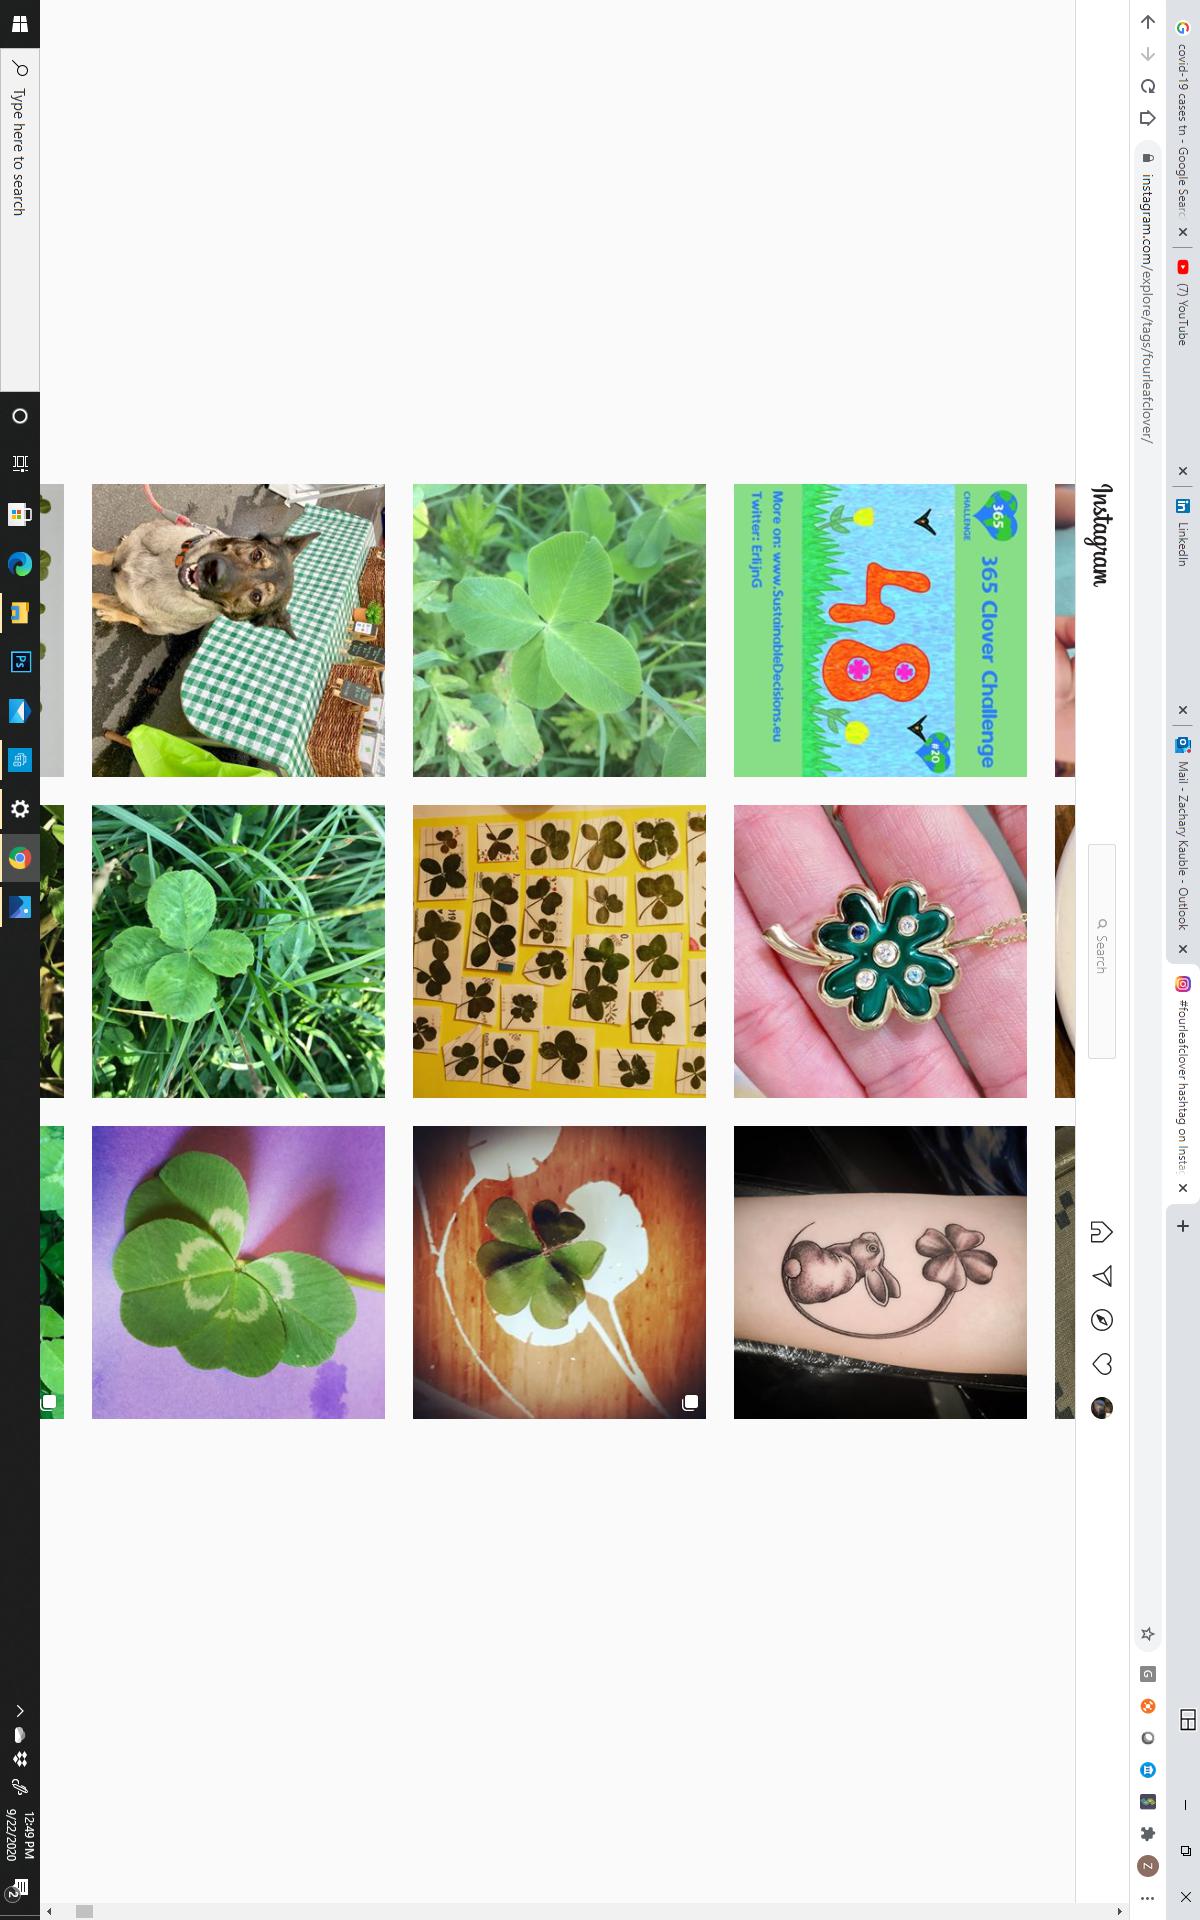 covid-19 cases tn - Google Searc
(7) YouTube
LinkedIn
Mail - Zachary Kauble - Outlook
#fourleafclover hashtag on Insta
instagram.com/explore/tags/fourleafclover/
G
Z
Instagram
Search
365
CHALLENGE
365 Clover Challenge
48
#20
More on: www.SustainableDecisions.eu
Twitter: ErlijnG
Type here to search
Ps
12:49 PM
9/22/2020
2